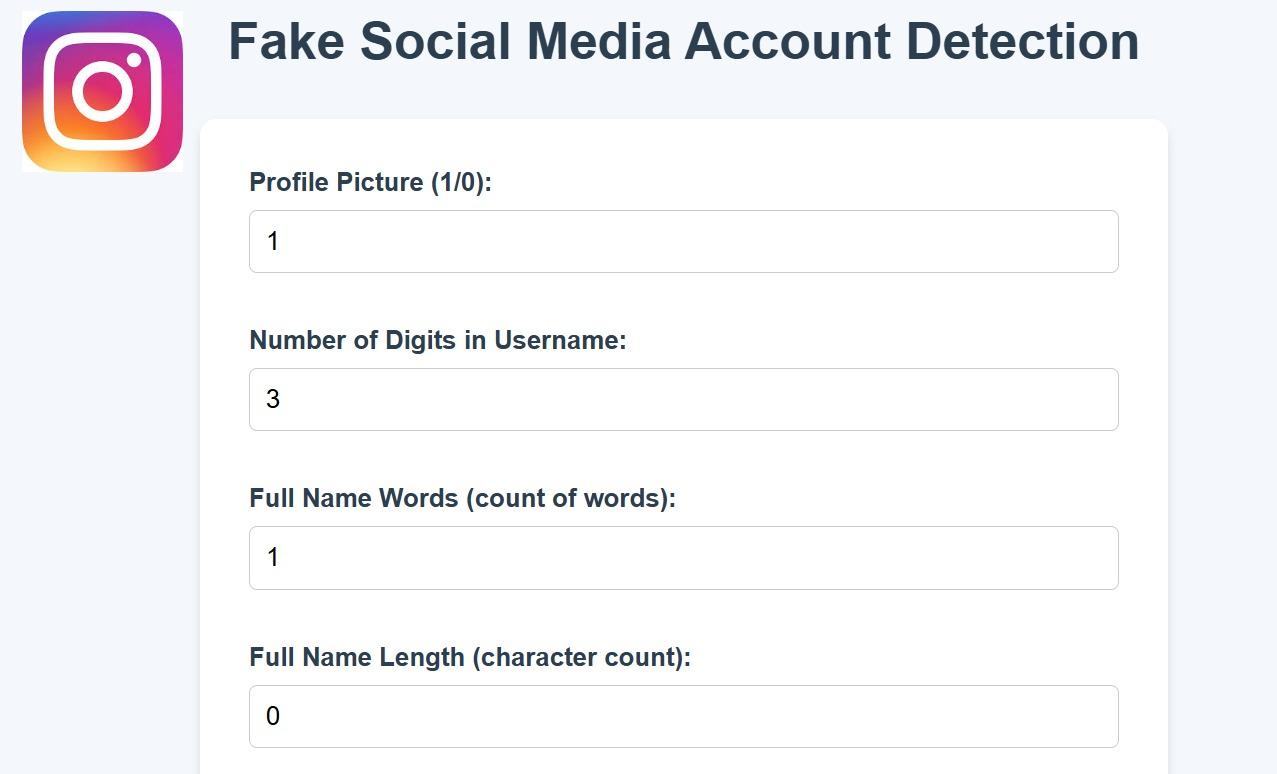 Fake Social Media Account Detection
Profile Picture (1/0):
1
Number of Digits in Username:
3
Full Name Words (count of words):
1
Full Name Length (character count):
0